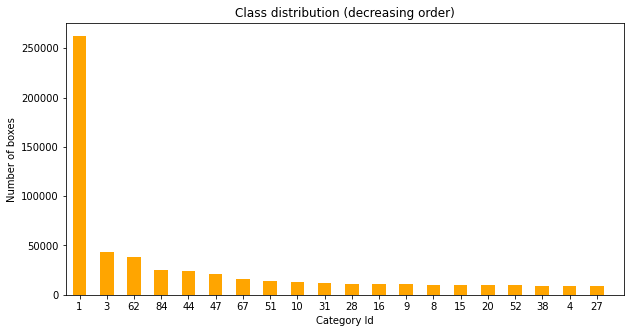 Class distribution (decreasing order)
250000
200000
150000
100000
50000
0
Number of boxes
1 3 62 84 44 47 67 51 10 31 28 16 9 8 15 20 52 38 4 27
Category Id